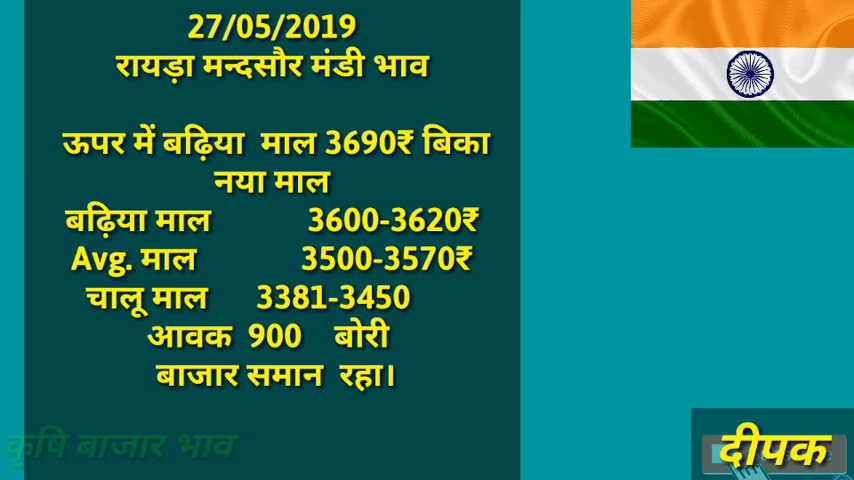 27/05/2019
रायड़ा मन्दसौर मंडी भाव
ऊपर में बढ़िया माल 3690₹ बिका
नया माल
बढ़िया माल 3600-3620₹
Avg. माल 3500-3570₹
चालू माल 3381-3450
आवक 900 बोरी
बाजार समान रहा।
कृषि बाजार भाव
दीपक